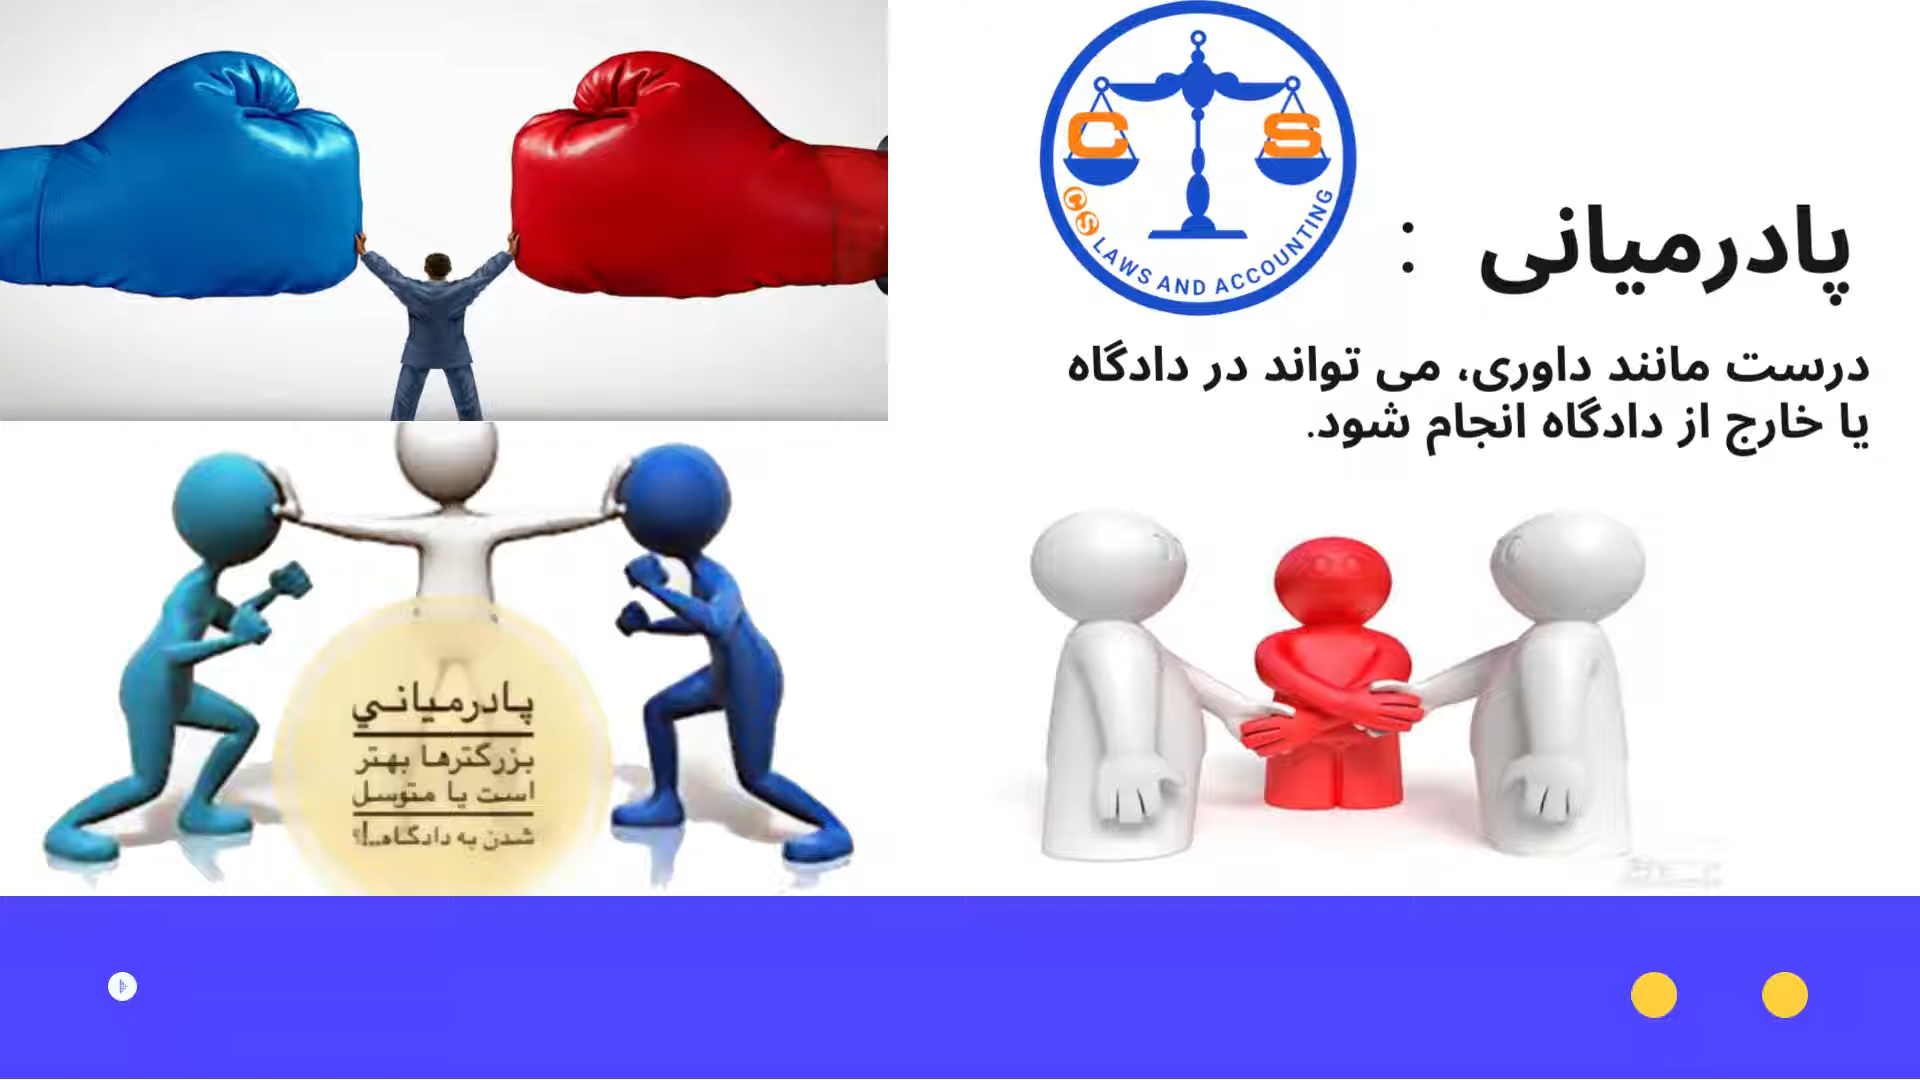 C S
CS LAWS AND ACCOUNTING
پادرمیانی :
درست مانند داوری، می تواند در دادگاه
یا خارج از دادگاه انجام شود.
پادرمیاني
بزرگترها بهتر
است یا متوسل
شدن به دادگاه..!؟